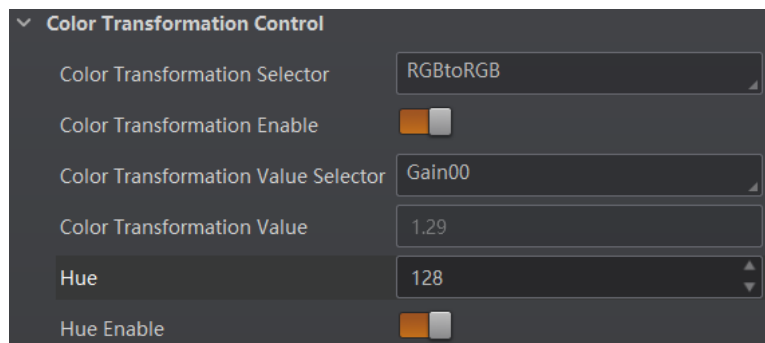 Color Transformation Control
Color Transformation Selector RGBtoRGB
Color Transformation Enable
Color Transformation Value Selector Gain00
Color Transformation Value 1.29
Hue 128
Hue Enable